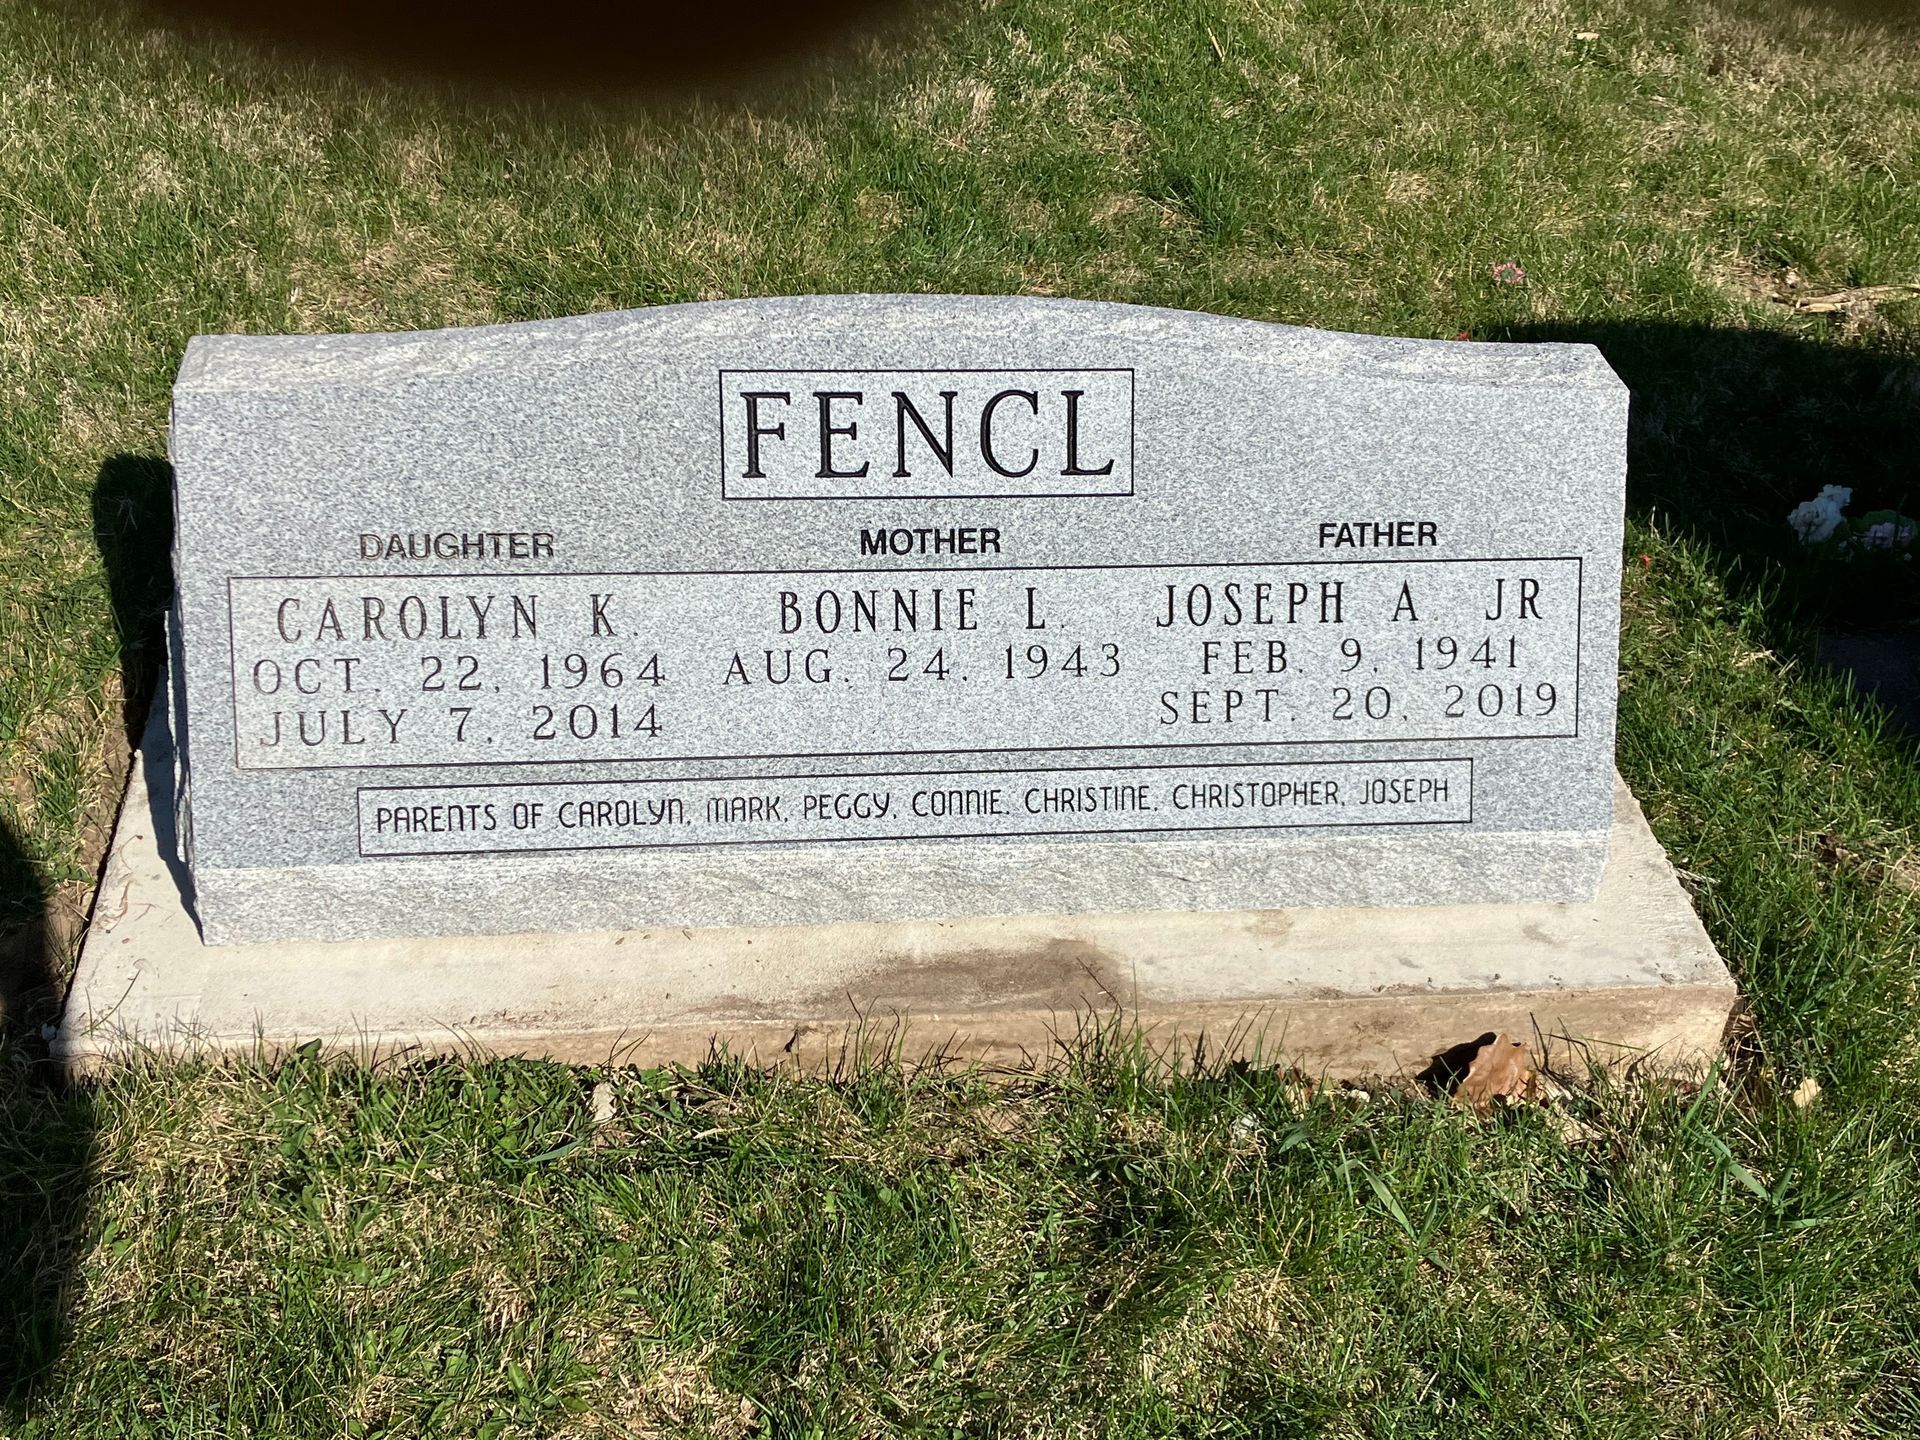 FENCL
DAUGHTER MOTHER FATHER
CAROLYN K. BONNIE L. JOSEPH A. JR
OCT. 22, 1964 AUG. 24, 1943 FEB. 9, 1941
JULY 7, 2014 SEPT. 20, 2019
PARENTS OF CAROLYN, MARK, PEGGY, CONNIE, CHRISTINE, CHRISTOPHER, JOSEPH